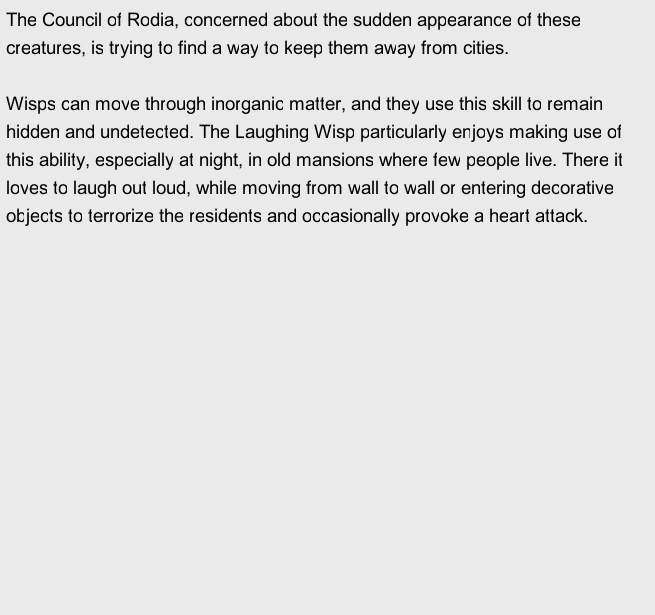 The Council of Rodia, concerned about the sudden appearance of these
creatures, is trying to find a way to keep them away from cities.
Wisps can move through inorganic matter, and they use this skill to remain
hidden and undetected. The Laughing Wisp particularly enjoys making use of
this ability, especially at night, in old mansions where few people live. There it
loves to laugh out loud, while moving from wall to wall or entering decorative
objects to terrorize the residents and occasionally provoke a heart attack.